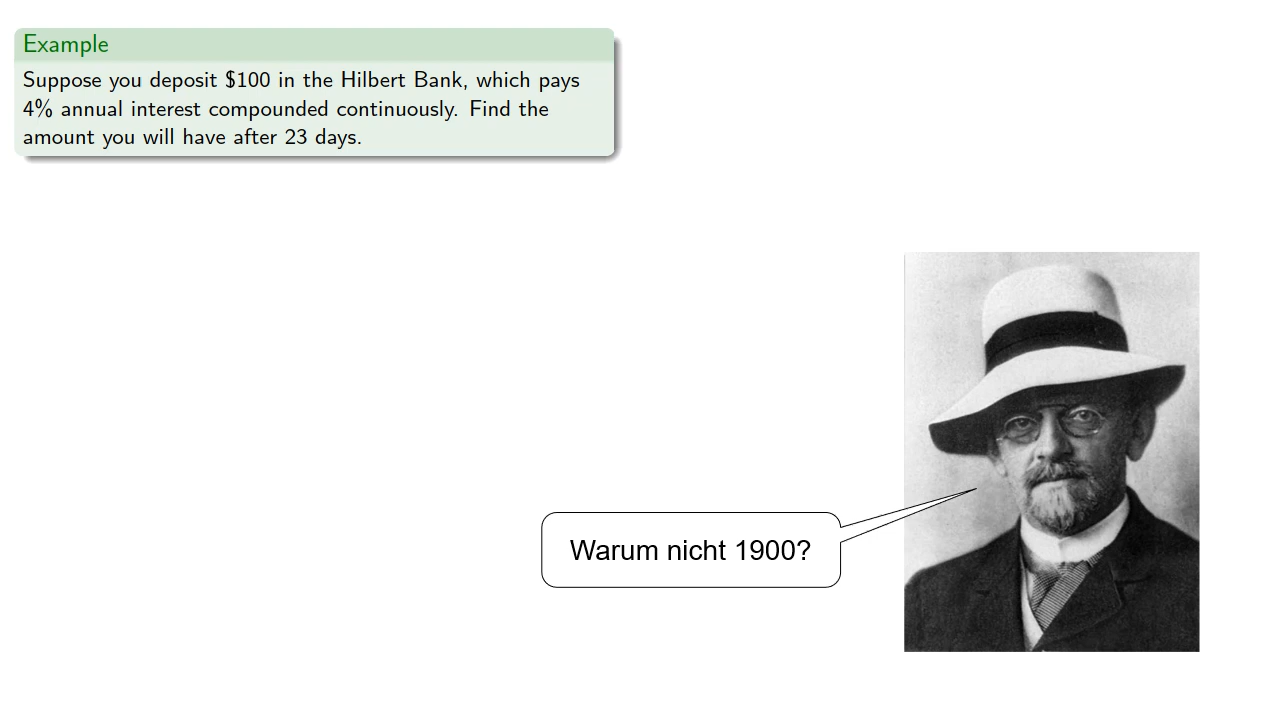 Example
Suppose you deposit $100 in the Hilbert Bank, which pays
4% annual interest compounded continuously. Find the
amount you will have after 23 days.
Warum nicht 1900?